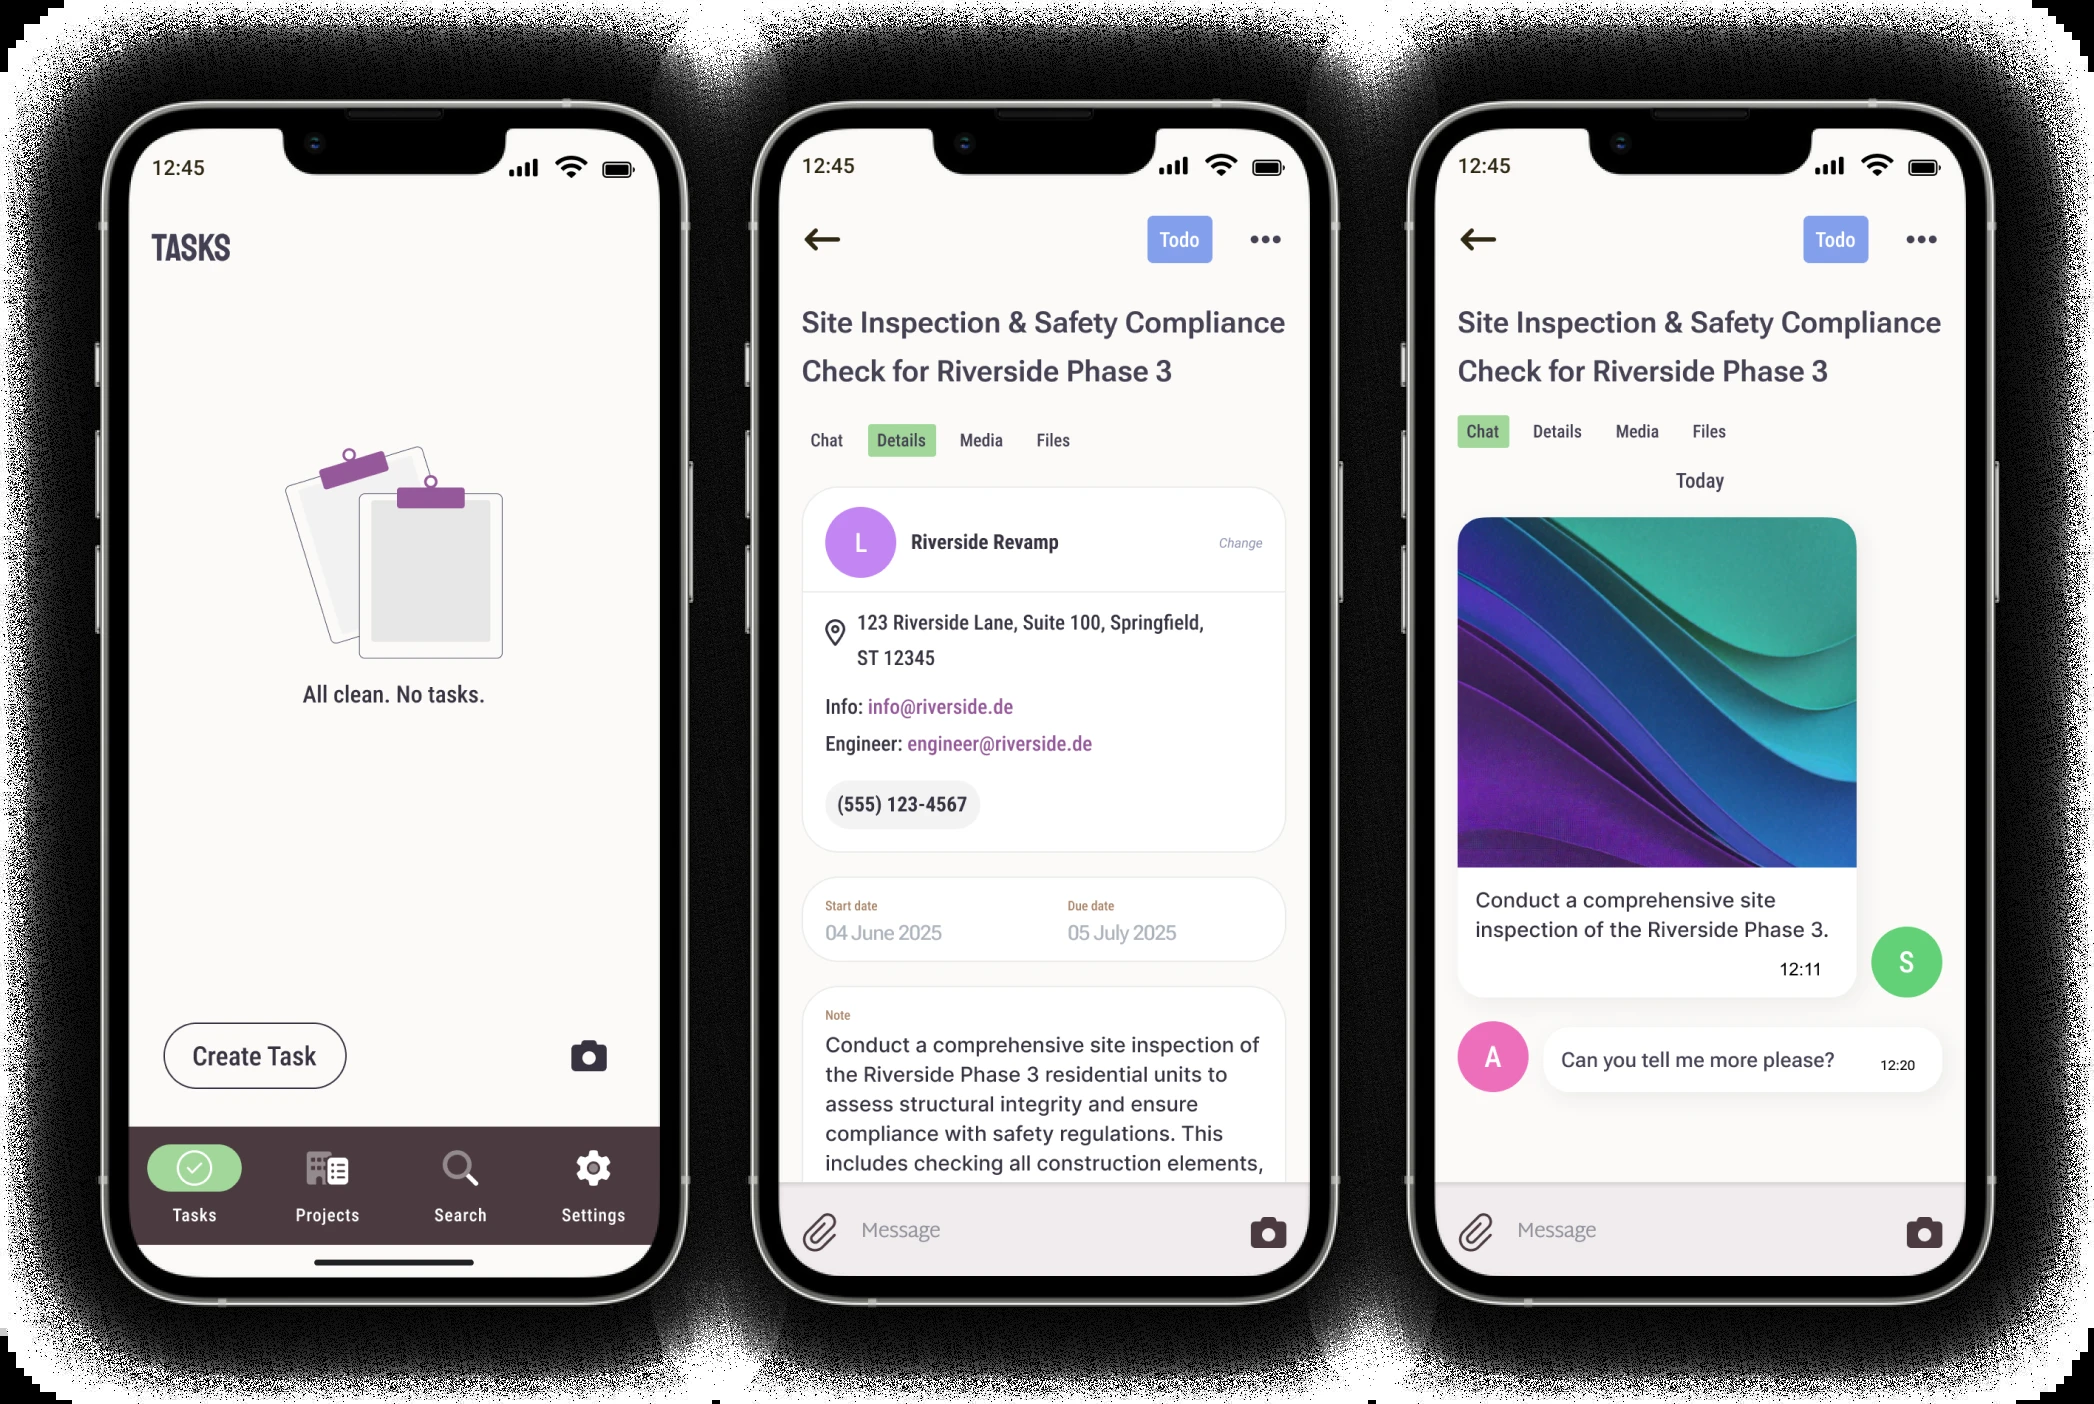 12:45
TASKS
All clean. No tasks.
Create Task
Tasks
Projects
Search
Settings
12:45
Todo
Site Inspection & Safety Compliance
Check for Riverside Phase 3
Chat
Details
Media
Files
L
Riverside Revamp
Change
123 Riverside Lane, Suite 100, Springfield,
ST 12345
Info: info@riverside.de
Engineer: engineer@riverside.de
(555) 123-4567
Start date
Due date
04 June 2025
05 July 2025
Note
Conduct a comprehensive site inspection of
the Riverside Phase 3 residential units to
assess structural integrity and ensure
compliance with safety regulations. This
includes checking all construction elements,
Message
12:45
Todo
Site Inspection & Safety Compliance
Check for Riverside Phase 3
Chat
Details
Media
Files
Today
Conduct a comprehensive site
inspection of the Riverside Phase 3.
12:11
S
A
Can you tell me more please?
12:20
Message